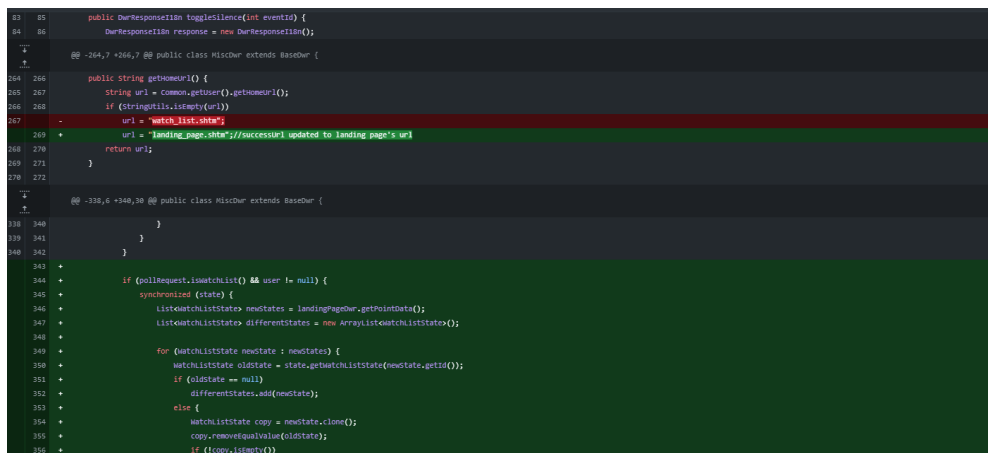 83 85 public DwrResponseI18n toggleSilence(int eventId) {
84 86 DwrResponseI18n response = new DwrResponseI18n();
@@ -264,7 +266,7 @@ public class MiscDwr extends BaseDwr {
264 266 public String getHomeUrl() {
265 267 String url = Common.getUser().getHomeUrl();
266 268 if (StringUtils.isEmpty(url))
267 - url = "watch_list.shtm";
269 + url = "landing_page.shtm";//successUrl updated to landing page's url
268 270 return url;
269 271 }
270 272
@@ -338,6 +340,30 @@ public class MiscDwr extends BaseDwr {
338 340 }
339 341 }
340 342 }
343 +
344 + if (pollRequest.isWatchList() && user != null) {
345 + synchronized (state) {
346 + List<WatchListState> newStates = landingPageDwr.getPointData();
347 + List<WatchListState> differentStates = new ArrayList<WatchListState>();
348 +
349 + for (WatchListState newState : newStates) {
350 + WatchListState oldState = state.getWatchListState(newState.getId());
351 + if (oldState == null)
352 + differentStates.add(newState);
353 + else {
354 + WatchListState copy = newState.clone();
355 + copy.removeEqualValue(oldState);
356 + if (!copy.isEmpty())